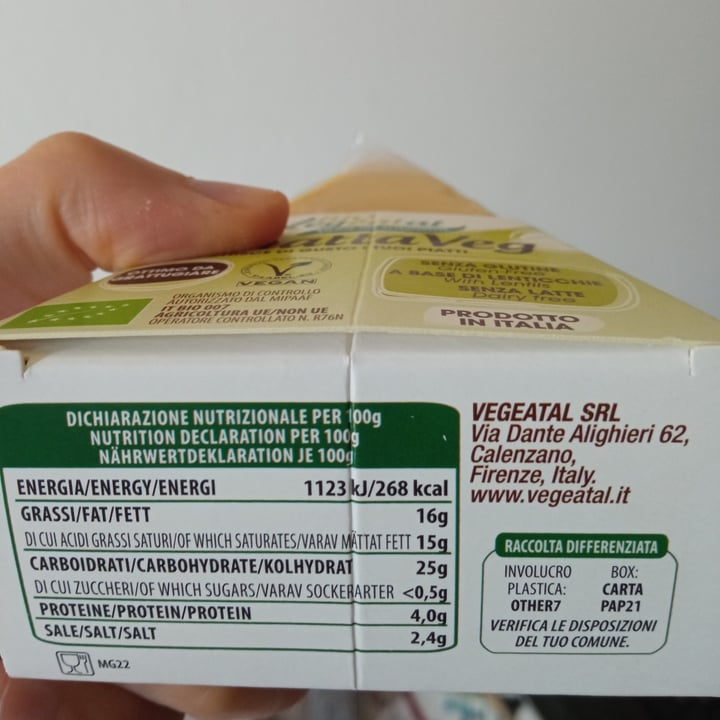 GrattaVeg
OTTIMO DA
GRATTUGIARE
VEGAN
ORGANISMO DI CONTROLLO
AUTORIZZATO DAL MIPAAF
IT BIO 007
AGRICOLTURA UE/NON UE
OPERATORE CONTROLLATO N. R76N
SENZA GLUTINE
Gluten Free
A BASE DI LENTICCHIE
With Lentils
SENZA LATTE
Dairy free
PRODOTTO
IN ITALIA
DICHIARAZIONE NUTRIZIONALE PER 100g
NUTRITION DECLARATION PER 100g
NÄHRWERTDEKLARATION JE 100g
ENERGIA/ENERGY/ENERGI 1123 kJ/268 kcal
GRASSI/FAT/FETT 16g
DI CUI ACIDI GRASSI SATURI/OF WHICH SATURATES/VARAV MÄTTAT FETT 15g
CARBOIDRATI/CARBOHYDRATE/KOLHYDRAT 25g
DI CUI ZUCCHERI/OF WHICH SUGARS/VARAV SOCKERARTER <0,5g
PROTEINE/PROTEIN/PROTEIN 4,0g
SALE/SALT/SALT 2,4g
MG22
VEGEATAL SRL
Via Dante Alighieri 62,
Calenzano,
Firenze, Italy.
www.vegeatal.it
RACCOLTA DIFFERENZIATA
INVOLUCRO BOX:
PLASTICA: CARTA
OTHER7 PAP21
VERIFICA LE DISPOSIZIONI
DEL TUO COMUNE.